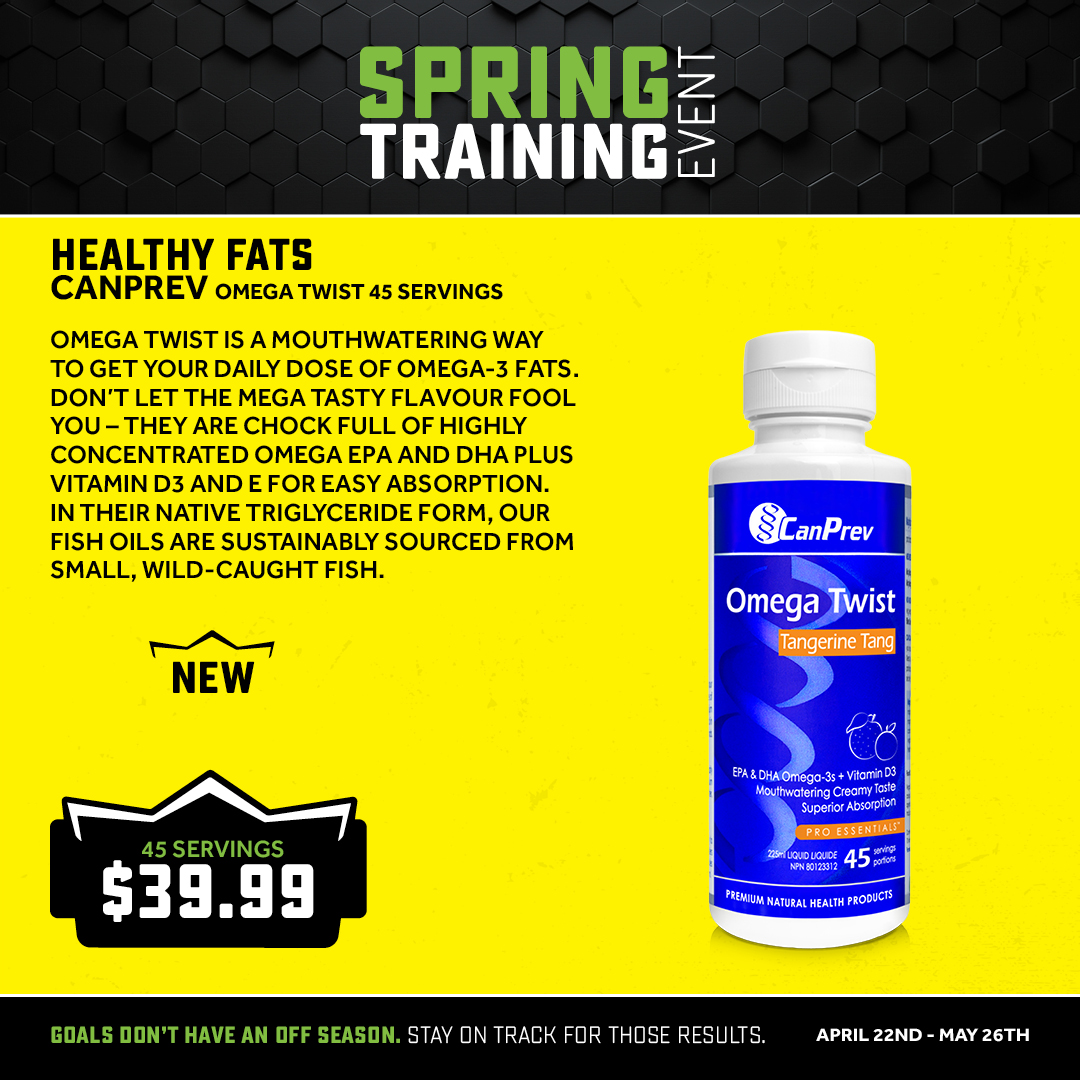 SPRING
TRAINING
EVENT
HEALTHY FATS
CANPREV OMEGA TWIST 45 SERVINGS
OMEGA TWIST IS A MOUTHWATERING WAY
TO GET YOUR DAILY DOSE OF OMEGA-3 FATS.
DON'T LET THE MEGA TASTY FLAVOUR FOOL
YOU – THEY ARE CHOCK FULL OF HIGHLY
CONCENTRATED OMEGA EPA AND DHA PLUS
VITAMIN D3 AND E FOR EASY ABSORPTION.
IN THEIR NATIVE TRIGLYCERIDE FORM, OUR
FISH OILS ARE SUSTAINABLY SOURCED FROM
SMALL, WILD-CAUGHT FISH.
NEW
45 SERVINGS
$39.99
CanPrev
Omega Twist
Tangerine Tang
EPA & DHA Omega-3s + Vitamin D3
Mouthwatering Creamy Taste
Superior Absorption
PRO ESSENTIALS™
225ml LIQUID LIQUIDE
NPN 80123312
45 servings
portions
PREMIUM NATURAL HEALTH PRODUCTS
GOALS DON'T HAVE AN OFF SEASON. STAY ON TRACK FOR THOSE RESULTS.
APRIL 22ND - MAY 26TH